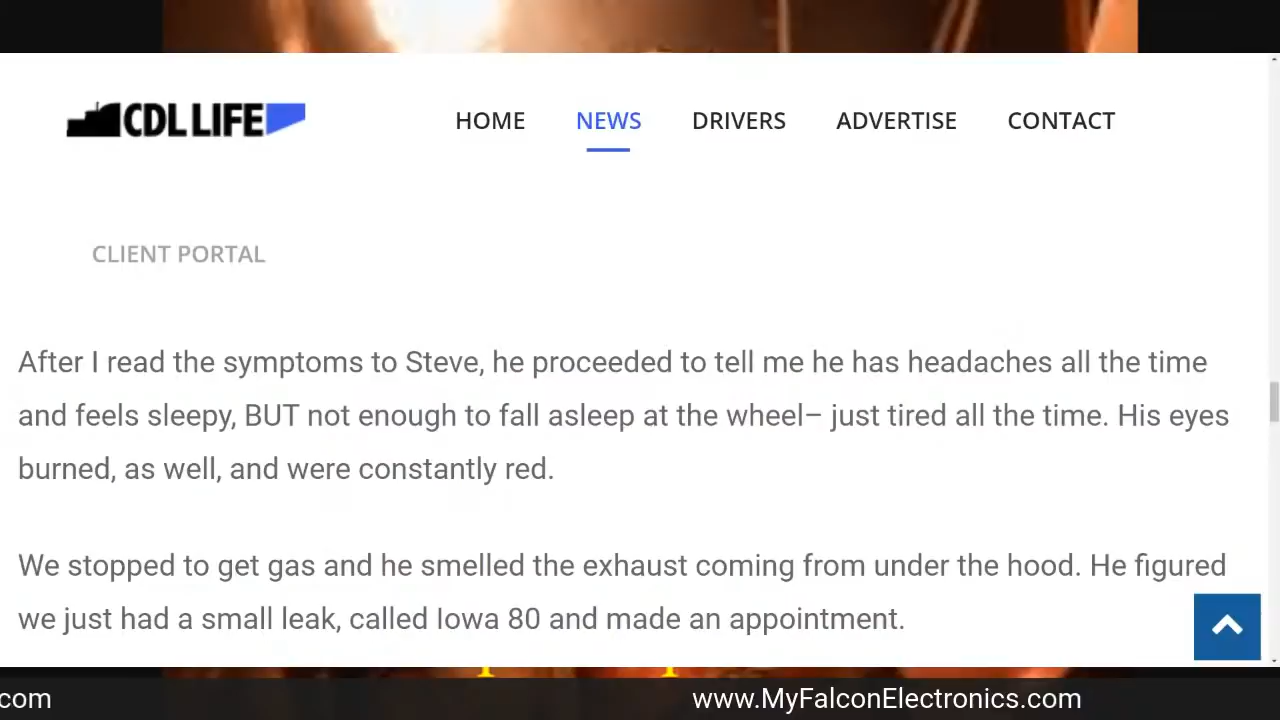 CDL LIFE
HOME NEWS DRIVERS ADVERTISE CONTACT
CLIENT PORTAL
After I read the symptoms to Steve, he proceeded to tell me he has headaches all the time
and feels sleepy, BUT not enough to fall asleep at the wheel– just tired all the time. His eyes
burned, as well, and were constantly red.
We stopped to get gas and he smelled the exhaust coming from under the hood. He figured
we just had a small leak, called Iowa 80 and made an appointment.
com www.MyFalconElectronics.com